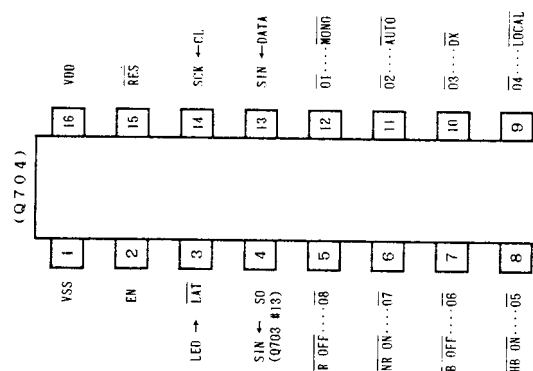 (Q704)
16 VDD
15 RES
14 SCK ←CL
13 SIN ←DATA
12 O1····MONO
11 O2····AUTO
10 O3····DX
9 O4····LOCAL
1 VSS
2 EN
3 LED → LAT
4 SIN ← SO
(Q703 #13)
5 R OFF····O8
6 NR ON····O7
7 B OFF····O6
8 HB ON····O5